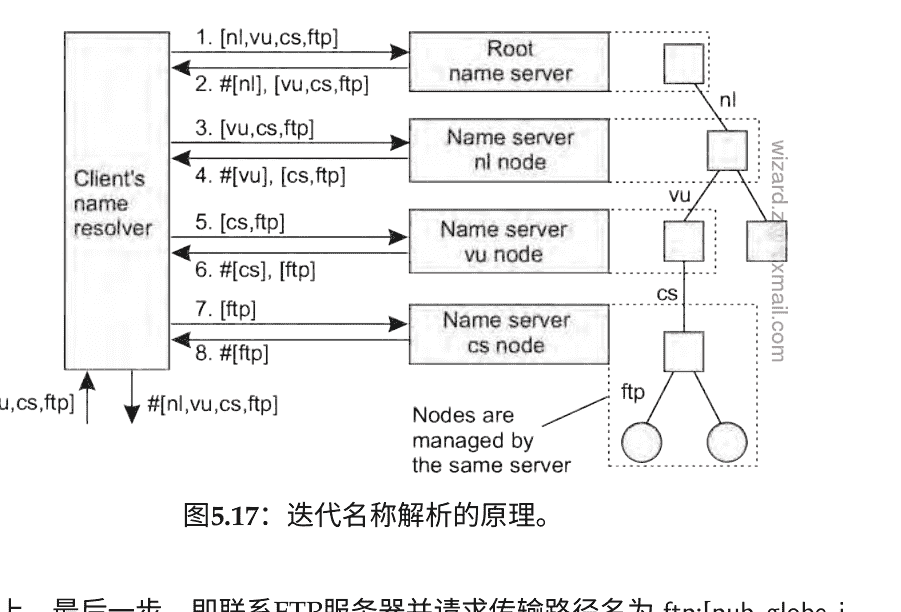 1. [nl,vu,cs,ftp]
Root
name server
2. #[nl], [vu,cs,ftp]
nl
3. [vu,cs,ftp]
Name server
nl node
4. #[vu], [cs,ftp]
Client's
name
resolver
vu
5. [cs,ftp]
Name server
vu node
6. #[cs], [ftp]
cs
7. [ftp]
Name server
cs node
8. #[ftp]
ftp
u,cs,ftp]
#[nl,vu,cs,ftp]
Nodes are
managed by
the same server
图5.17：迭代名称解析的原理。